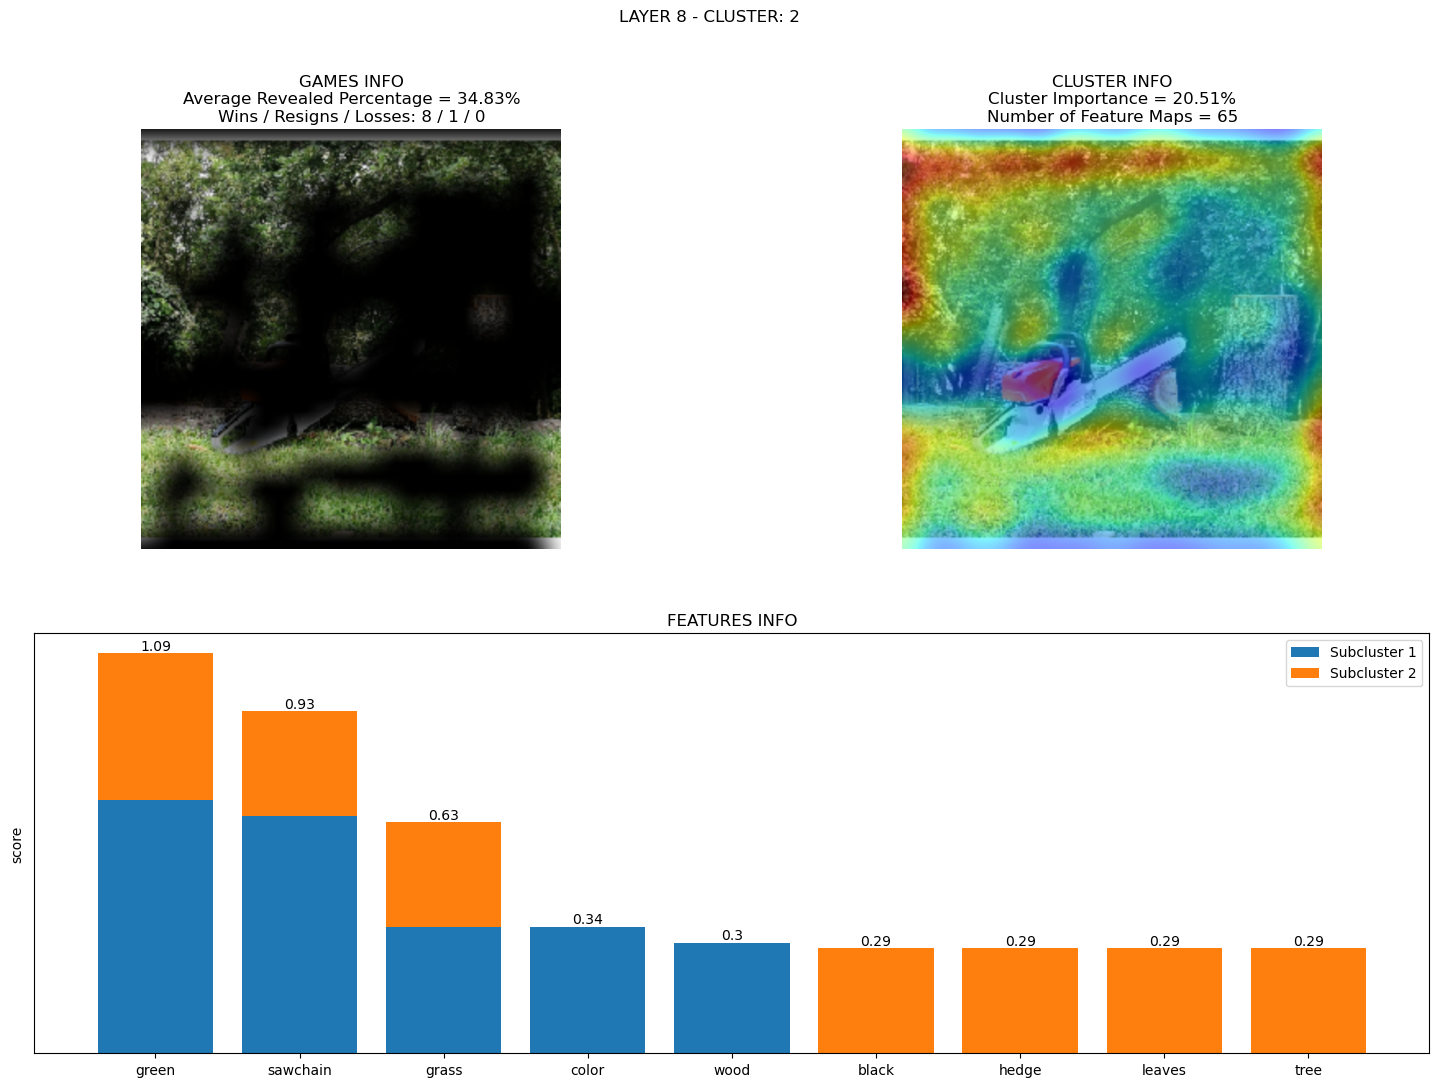 LAYER 8 - CLUSTER: 2
GAMES INFO
Average Revealed Percentage = 34.83%
Wins / Resigns / Losses: 8 / 1 / 0
CLUSTER INFO
Cluster Importance = 20.51%
Number of Feature Maps = 65
FEATURES INFO
score
1.09
0.93
0.63
0.34
0.3
0.29
0.29
0.29
0.29
Subcluster 1
Subcluster 2
green sawchain grass color wood black hedge leaves tree